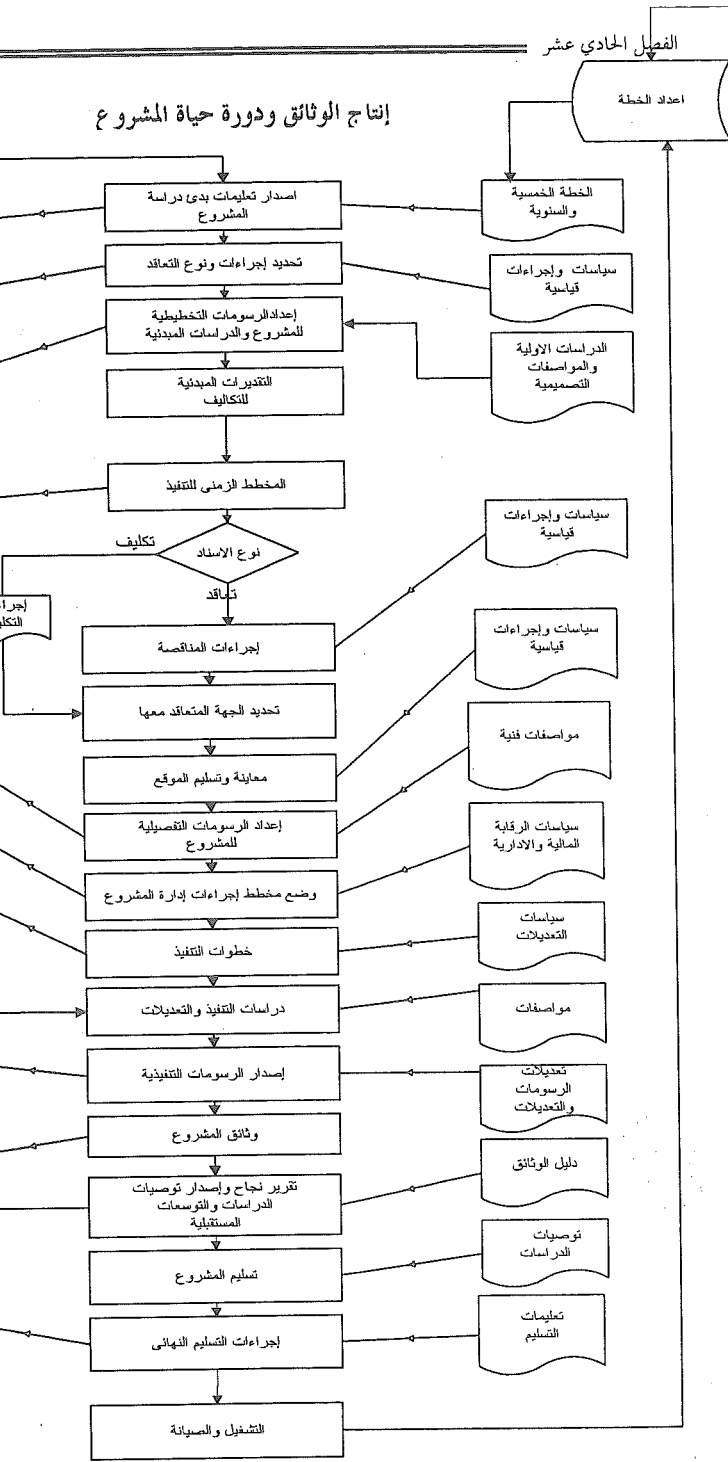 الفصل الحادي عشر
اعداد الخطة
إنتاج الوثائق ودورة حياة المشروع
اصدار تعليمات بدئ دراسة
المشروع
الخطة الخمسية
والسنوية
تحديد إجراءات ونوع التعاقد
سياسات وإجراءات
قياسية
إعدادالرسومات التخطيطية
للمشروع والدراسات المبدئية
الدراسات الاولية
والمواصفات
التصميمية
التقديرات المبدئية
للتكاليف
المخطط الزمنى للتنفيذ
سياسات وإجراءات
قياسية
نوع الاسناد
تكليف
تعاقد
إجراءات المناقصة
سياسات وإجراءات
قياسية
تحديد الجهة المتعاقد معها
مواصفات فنية
معاينة وتسليم الموقع
إعداد الرسومات التفصيلية
للمشروع
سياسات الرقابة
المالية والادارية
وضع مخطط إجراءات إدارة المشروع
سياسات
التعديلات
خطوات التنفيذ
دراسات التنفيذ والتعديلات
مواصفات
إصدار الرسومات التنفيذية
تعديلات
الرسومات
والتعديلات
وثائق المشروع
دليل الوثائق
تقرير نجاح وإصدار توصيات
الدراسات والتوسعات
المستقبلية
توصيات
الدراسات
تسليم المشروع
تعليمات
التسليم
إجراءات التسليم النهائى
التشغيل والصيانة